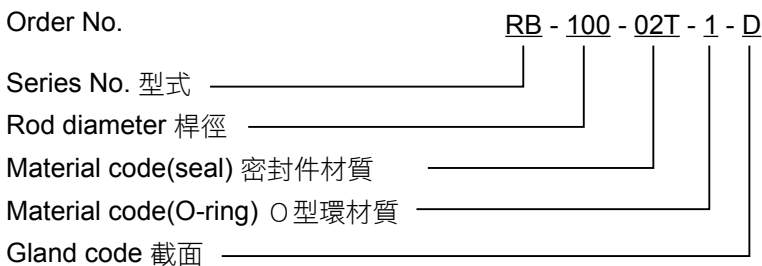 Order No. RB - 100 - 02T - 1 - D
Series No. 型式
Rod diameter 桿徑
Material code(seal) 密封件材質
Material code(O-ring) O型環材質
Gland code 截面